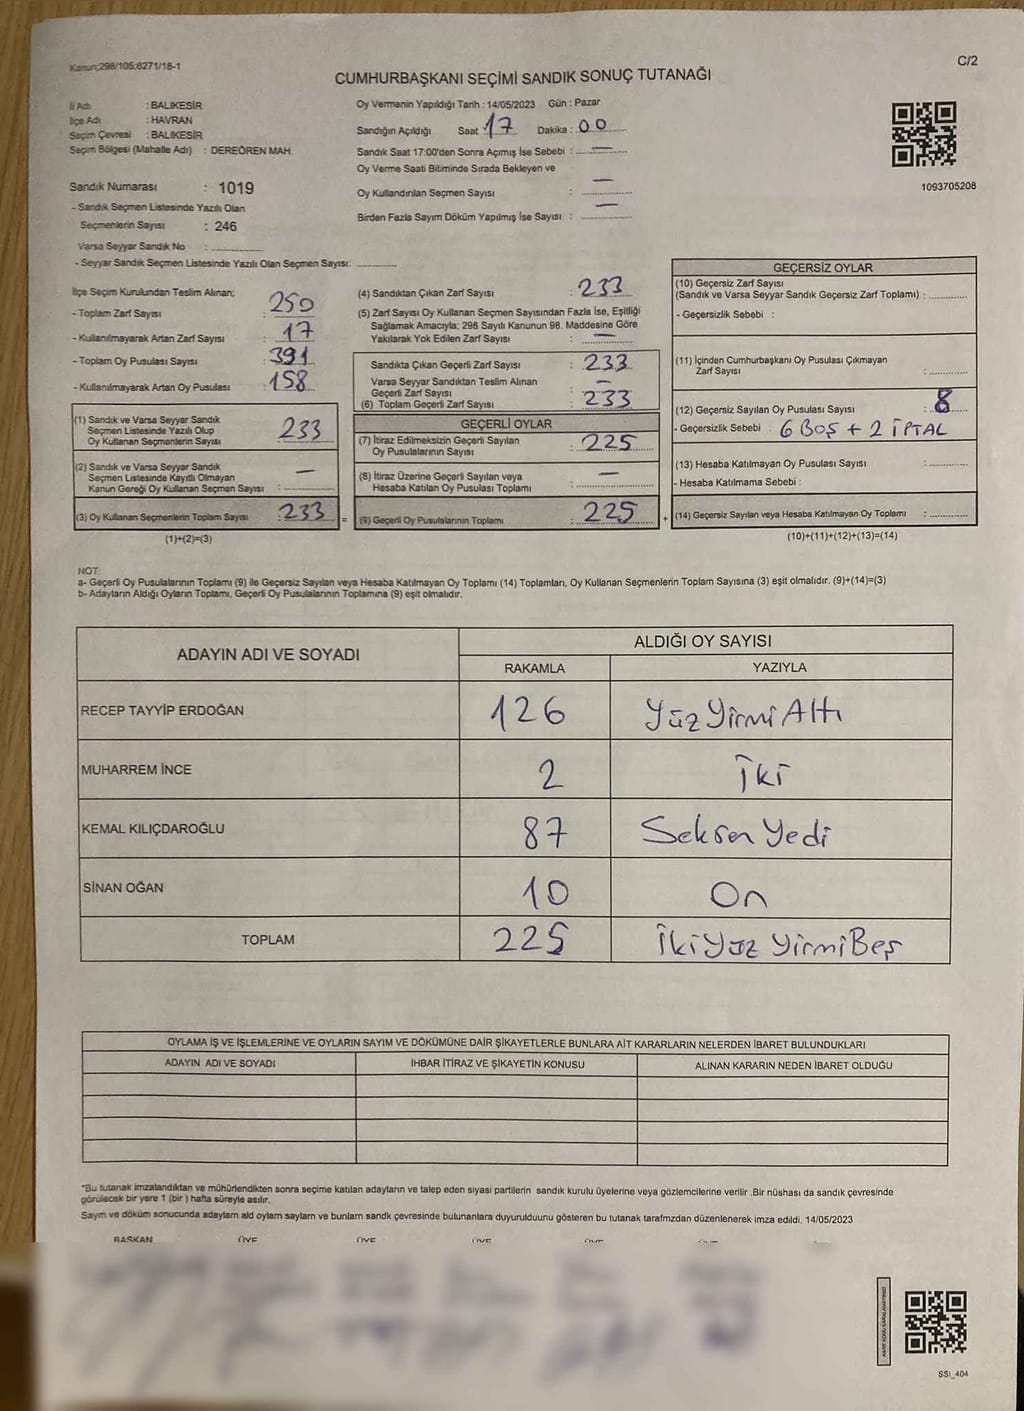 Kanun;298/105;6271/18-1
C/2
CUMHURBAŞKANI SEÇİMİ SANDIK SONUÇ TUTANAĞI
İl Adı : BALIKESİR
İlçe Adı : HAVRAN
Seçim Çevresi : BALIKESİR
Seçim Bölgesi (Mahalle Adı) : DEREÖREN MAH.
Oy Vermenin Yapıldığı Tarih : 14/05/2023 Gün : Pazar
Sandığın Açıldığı Saat : 17 Dakika : 00
Sandık Saat 17:00'den Sonra Açımış İse Sebebi : —
Oy Verme Saati Bitiminde Sırada Bekleyen ve
Oy Kullandırılan Seçmen Sayısı : —
Birden Fazla Sayım Döküm Yapılmış İse Sayısı : —
1093705208
Sandık Numarası : 1019
- Sandık Seçmen Listesinde Yazılı Olan
Seçmenlerin Sayısı : 246
Varsa Seyyar Sandık No : ..............
- Seyyar Sandık Seçmen Listesinde Yazılı Olan Seçmen Sayısı: ............
İlçe Seçim Kurulundan Teslim Alınan;
- Toplam Zarf Sayısı : 250
- Kullanılmayarak Artan Zarf Sayısı : 17
- Toplam Oy Pusulası Sayısı : 391
- Kullanılmayarak Artan Oy Pusulası : 158
(1) Sandık ve Varsa Seyyar Sandık
Seçmen Listesinde Yazılı Olup
Oy Kullanan Seçmenlerin Sayısı : 233
(2) Sandık ve Varsa Seyyar Sandık
Seçmen Listesinde Kayıtlı Olmayan
Kanun Gereği Oy Kullanan Seçmen Sayısı : —
(3) Oy Kullanan Seçmenlerin Toplam Sayısı : 233 =
(1)+(2)=(3)
(4) Sandıktan Çıkan Zarf Sayısı : 233
(5) Zarf Sayısı Oy Kullanan Seçmen Sayısından Fazla İse, Eşitliği
Sağlamak Amacıyla; 298 Sayılı Kanunun 98. Maddesine Göre
Yakılarak Yok Edilen Zarf Sayısı : —
Sandıkta Çıkan Geçerli Zarf Sayısı : 233
Varsa Seyyar Sandıktan Teslim Alınan
Geçerli Zarf Sayısı : —
(6) Toplam Geçerli Zarf Sayısı : 233
GEÇERLİ OYLAR
(7) İtiraz Edilmeksizin Geçerli Sayılan
Oy Pusulalarının Sayısı : 225
(8) İtiraz Üzerine Geçerli Sayılan veya
Hesaba Katılan Oy Pusulası Toplamı : —
(9) Geçerli Oy Pusulalarının Toplamı : 225 +
GEÇERSİZ OYLAR
(10) Geçersiz Zarf Sayısı
(Sandık ve Varsa Seyyar Sandık Geçersiz Zarf Toplamı) : ............
- Geçersizlik Sebebi :
(11) İçinden Cumhurbaşkanı Oy Pusulası Çıkmayan
Zarf Sayısı : ............
(12) Geçersiz Sayılan Oy Pusulası Sayısı : 8
- Geçersizlik Sebebi : 6 BOŞ + 2 İPTAL
(13) Hesaba Katılmayan Oy Pusulası Sayısı : ............
- Hesaba Katılmama Sebebi :
(14) Geçersiz Sayılan veya Hesaba Katılmayan Oy Toplamı : ............
(10)+(11)+(12)+(13)=(14)
NOT:
a- Geçerli Oy Pusulalarının Toplamı (9) ile Geçersiz Sayılan veya Hesaba Katılmayan Oy Toplamı (14) Toplamları, Oy Kullanan Seçmenlerin Toplam Sayısına (3) eşit olmalıdır. (9)+(14)=(3)
b- Adayların Aldığı Oyların Toplamı, Geçerli Oy Pusulalarının Toplamına (9) eşit olmalıdır.
ADAYIN ADI VE SOYADI
ALDIĞI OY SAYISI
RAKAMLA YAZIYLA
RECEP TAYYİP ERDOĞAN 126 Yüz Yirmi Altı
MUHARREM İNCE 2 İki
KEMAL KILIÇDAROĞLU 87 Seksen Yedi
SİNAN OĞAN 10 On
TOPLAM 225 İki Yüz Yirmi Beş
OYLAMA İŞ VE İŞLEMLERİNE VE OYLARIN SAYIM VE DÖKÜMÜNE DAİR ŞİKAYETLERLE BUNLARA AİT KARARLARIN NELERDEN İBARET BULUNDUKLARI
ADAYIN ADI VE SOYADI İHBAR İTİRAZ VE ŞİKAYETİN KONUSU ALINAN KARARIN NEDEN İBARET OLDUĞU
*Bu tutanak imzalandıktan ve mühürlendikten sonra seçime katılan adayların ve talep eden siyasi partilerin sandık kurulu üyelerine veya gözlemcilerine verilir .Bir nüshası da sandık çevresinde
görülecek bir yere 1 (bir ) hafta süreyle asılır.
Sayım ve döküm sonucunda adayların ald oylarn saylarn ve bunlarn sandk çevresinde bulunanlara duyurulduunu gösteren bu tutanak tarafmzdan düzenlenerek imza edildi. 14/05/2023
BAŞKAN ÜYE ÜYE ÜYE ÜYE
SSI_404